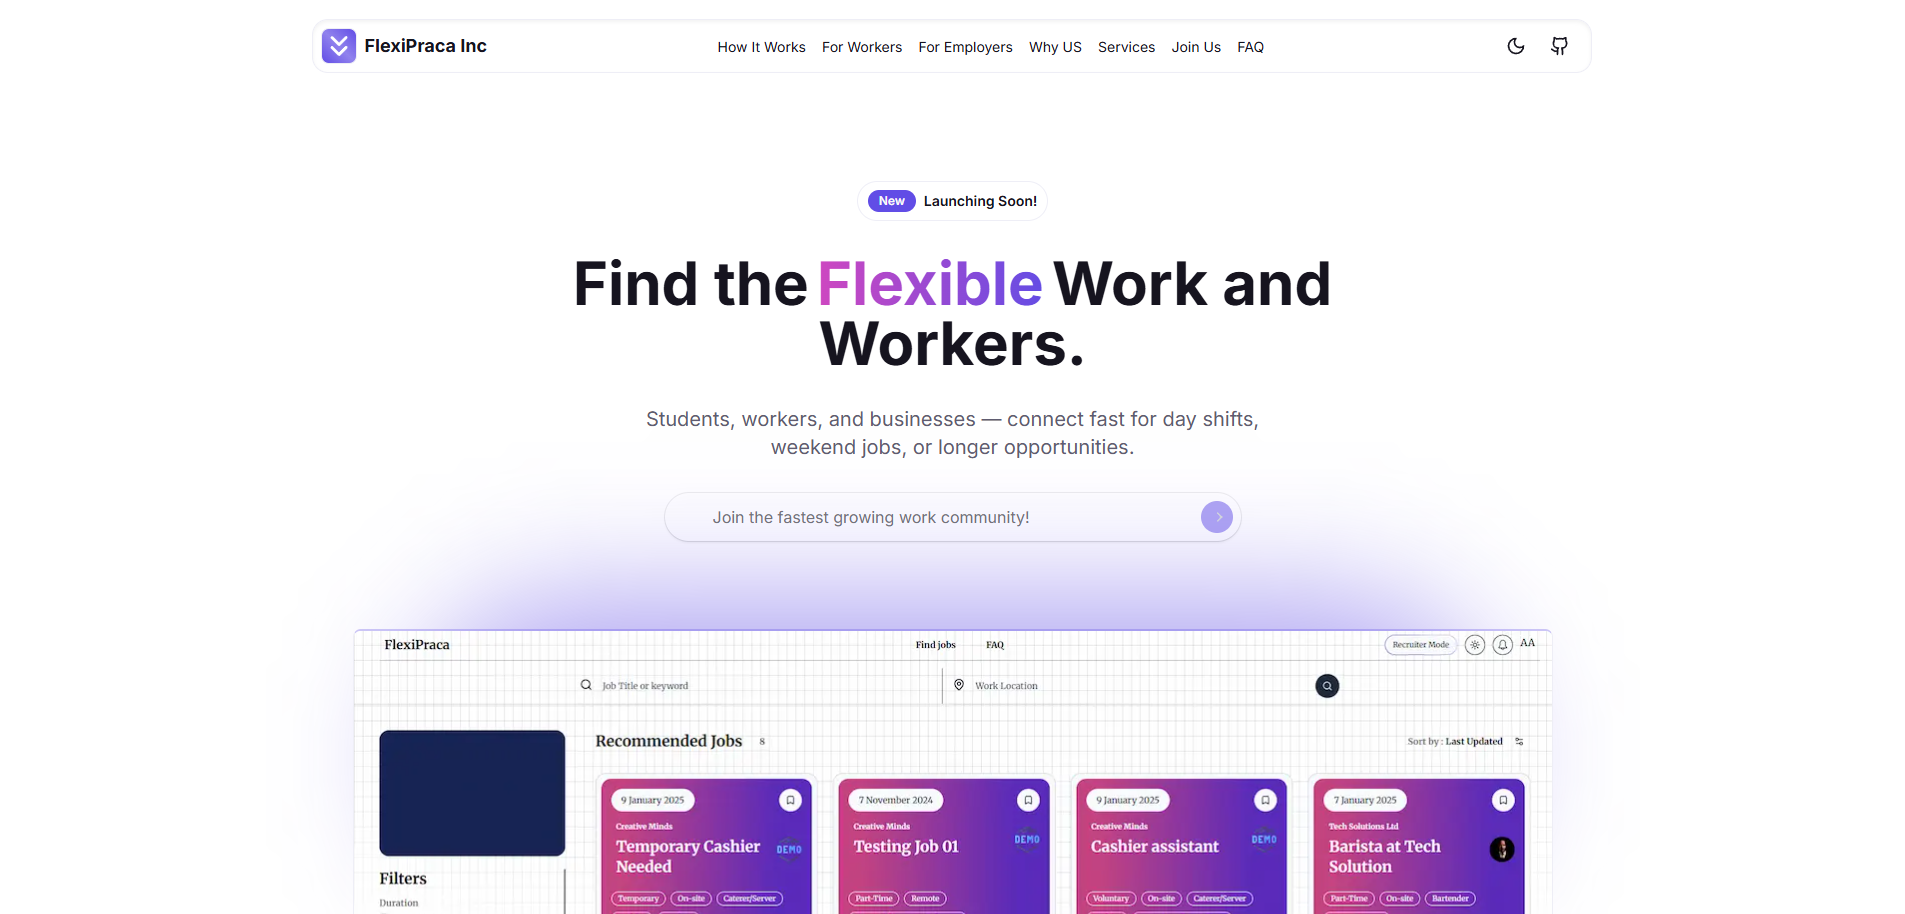 FlexiPraca Inc
How It Works For Workers For Employers Why US Services Join Us FAQ
New Launching Soon!
Find the Flexible Work and
Workers.
Students, workers, and businesses — connect fast for day shifts,
weekend jobs, or longer opportunities.
Join the fastest growing work community!
FlexiPraca Find jobs FAQ Recruiter Mode AA
Job Title or keyword Work Location
Recommended Jobs 8 Sort by : Last Updated
9 January 2025
Creative Minds
Temporary Cashier
Needed
DEMO
Temporary On-site Caterer/Server
7 November 2024
Creative Minds
Testing Job 01
DEMO
Part-Time Remote
9 January 2025
Creative Minds
Cashier assistant
DEMO
Voluntary On-site Caterer/Server
7 January 2025
Tech Solutions Ltd
Barista at Tech
Solution
Part-Time On-site Bartender
Filters
Duration